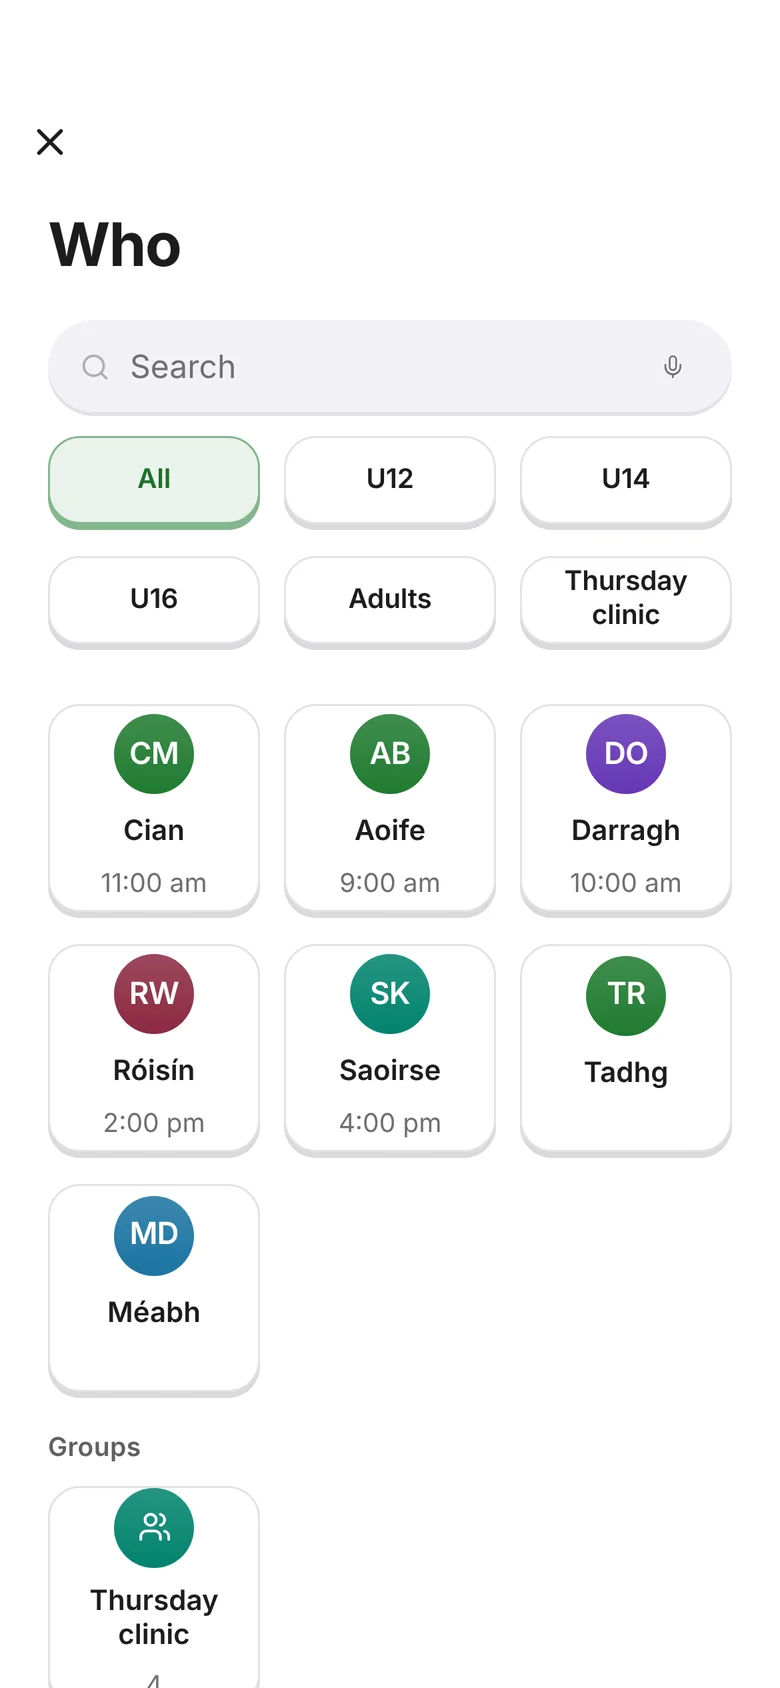 Who
Search
All
U12
U14
U16
Adults
Thursday
clinic
CM
Cian
11:00 am
AB
Aoife
9:00 am
DO
Darragh
10:00 am
RW
Róisín
2:00 pm
SK
Saoirse
4:00 pm
TR
Tadhg
MD
Méabh
Groups
Thursday
clinic
4